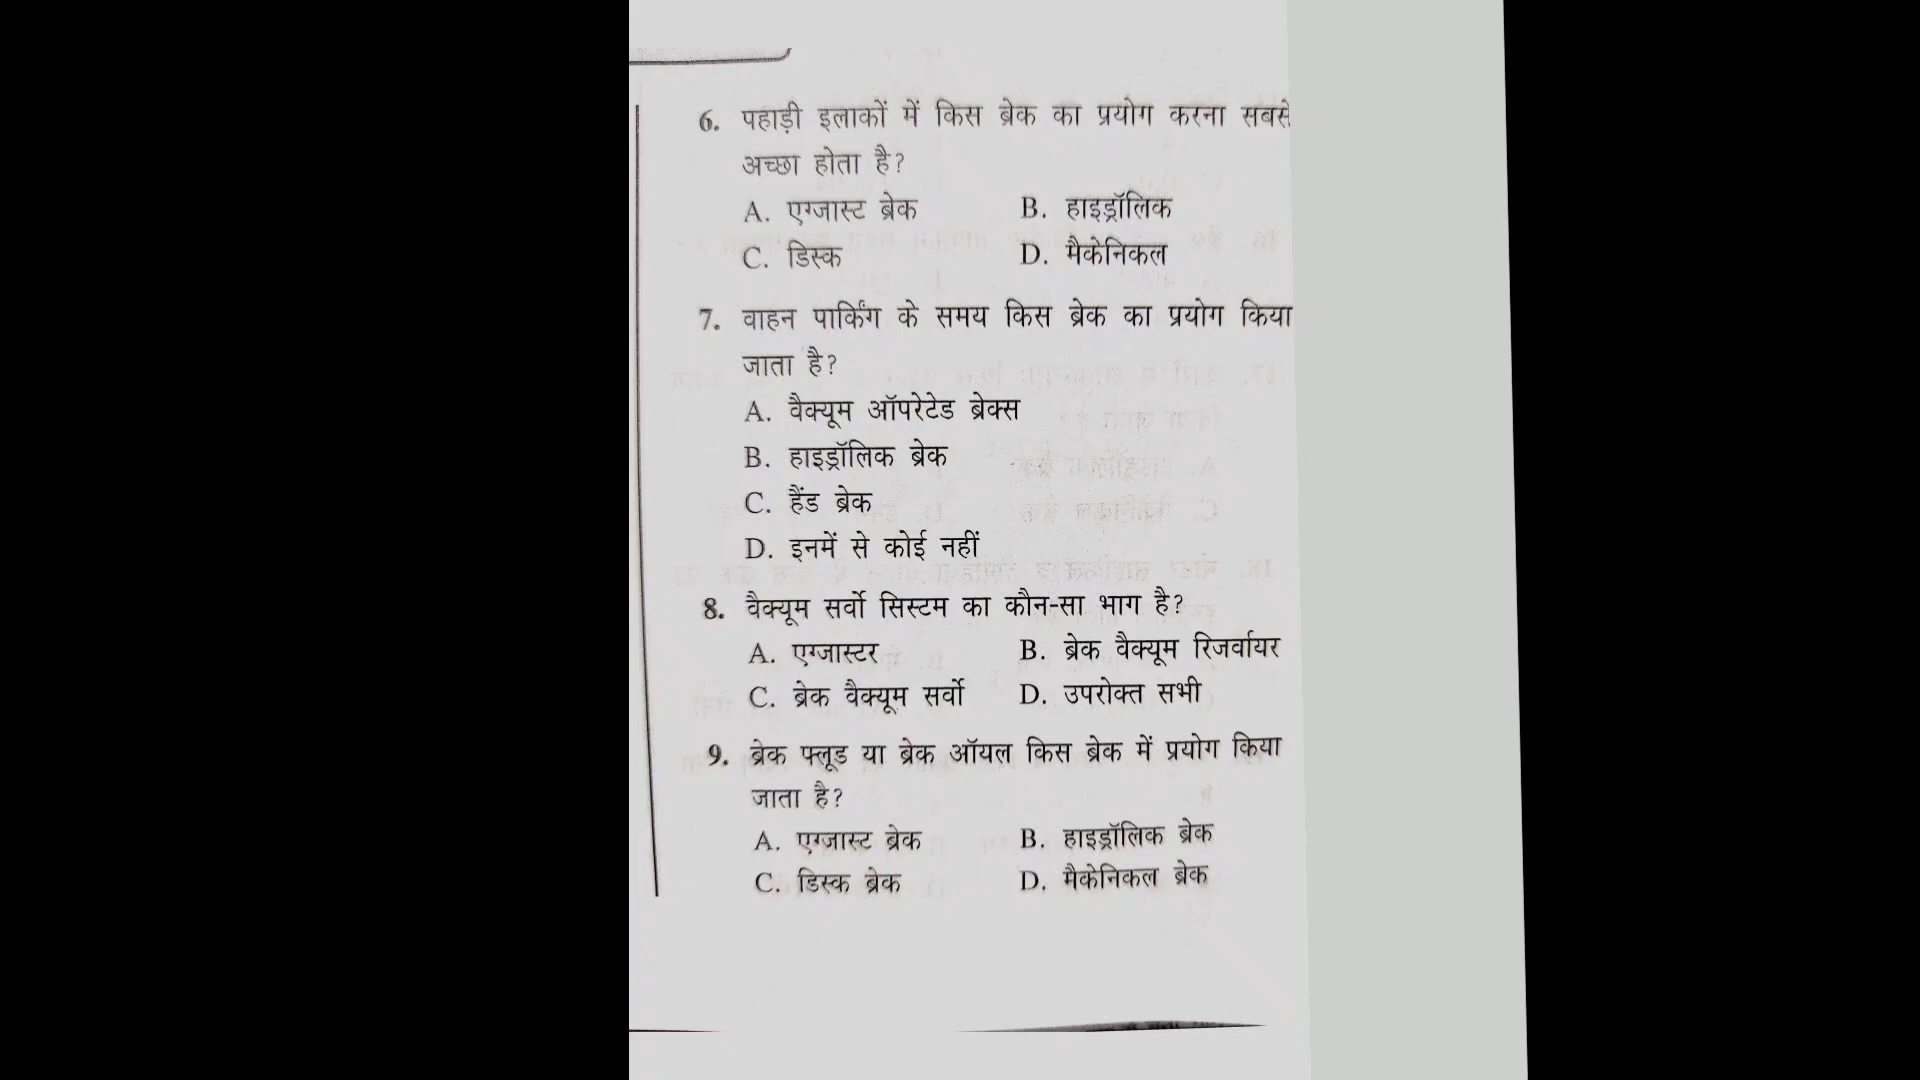 6. पहाड़ी इलाकों में किस ब्रेक का प्रयोग करना सबसे
अच्छा होता है?
A. एग्जास्ट ब्रेक B. हाइड्रॉलिक
C. डिस्क D. मैकेनिकल
7. वाहन पार्किंग के समय किस ब्रेक का प्रयोग किया
जाता है?
A. वैक्यूम ऑपरेटेड ब्रेक्स
B. हाइड्रॉलिक ब्रेक
C. हैंड ब्रेक
D. इनमें से कोई नहीं
8. वैक्यूम सर्वो सिस्टम का कौन-सा भाग है?
A. एग्जास्टर B. ब्रेक वैक्यूम रिजर्वायर
C. ब्रेक वैक्यूम सर्वो D. उपरोक्त सभी
9. ब्रेक फ्लूड या ब्रेक ऑयल किस ब्रेक में प्रयोग किया
जाता है?
A. एग्जास्ट ब्रेक B. हाइड्रॉलिक ब्रेक
C. डिस्क ब्रेक D. मैकेनिकल ब्रेक